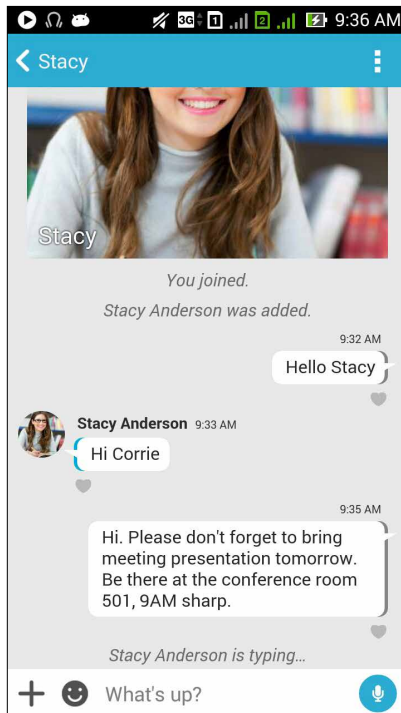 3G 1 2 9:36 AM
Stacy
Stacy
You joined.
Stacy Anderson was added.
9:32 AM
Hello Stacy
Stacy Anderson 9:33 AM
Hi Corrie
9:35 AM
Hi. Please don't forget to bring
meeting presentation tomorrow.
Be there at the conference room
501, 9AM sharp.
Stacy Anderson is typing...
What's up?